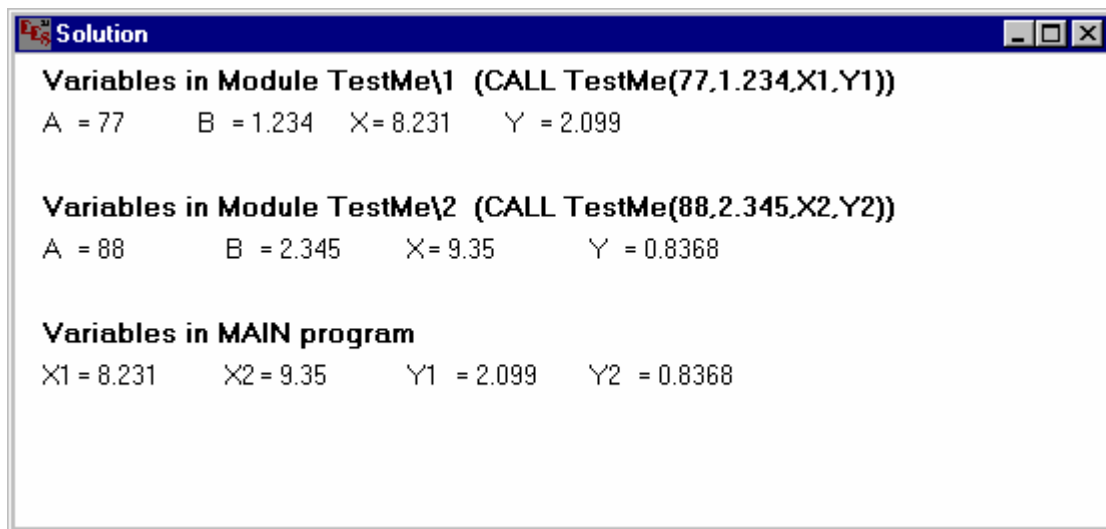 EES Solution
Variables in Module TestMe\1 (CALL TestMe(77,1.234,X1,Y1))
A = 77 B = 1.234 X = 8.231 Y = 2.099
Variables in Module TestMe\2 (CALL TestMe(88,2.345,X2,Y2))
A = 88 B = 2.345 X = 9.35 Y = 0.8368
Variables in MAIN program
X1 = 8.231 X2 = 9.35 Y1 = 2.099 Y2 = 0.8368